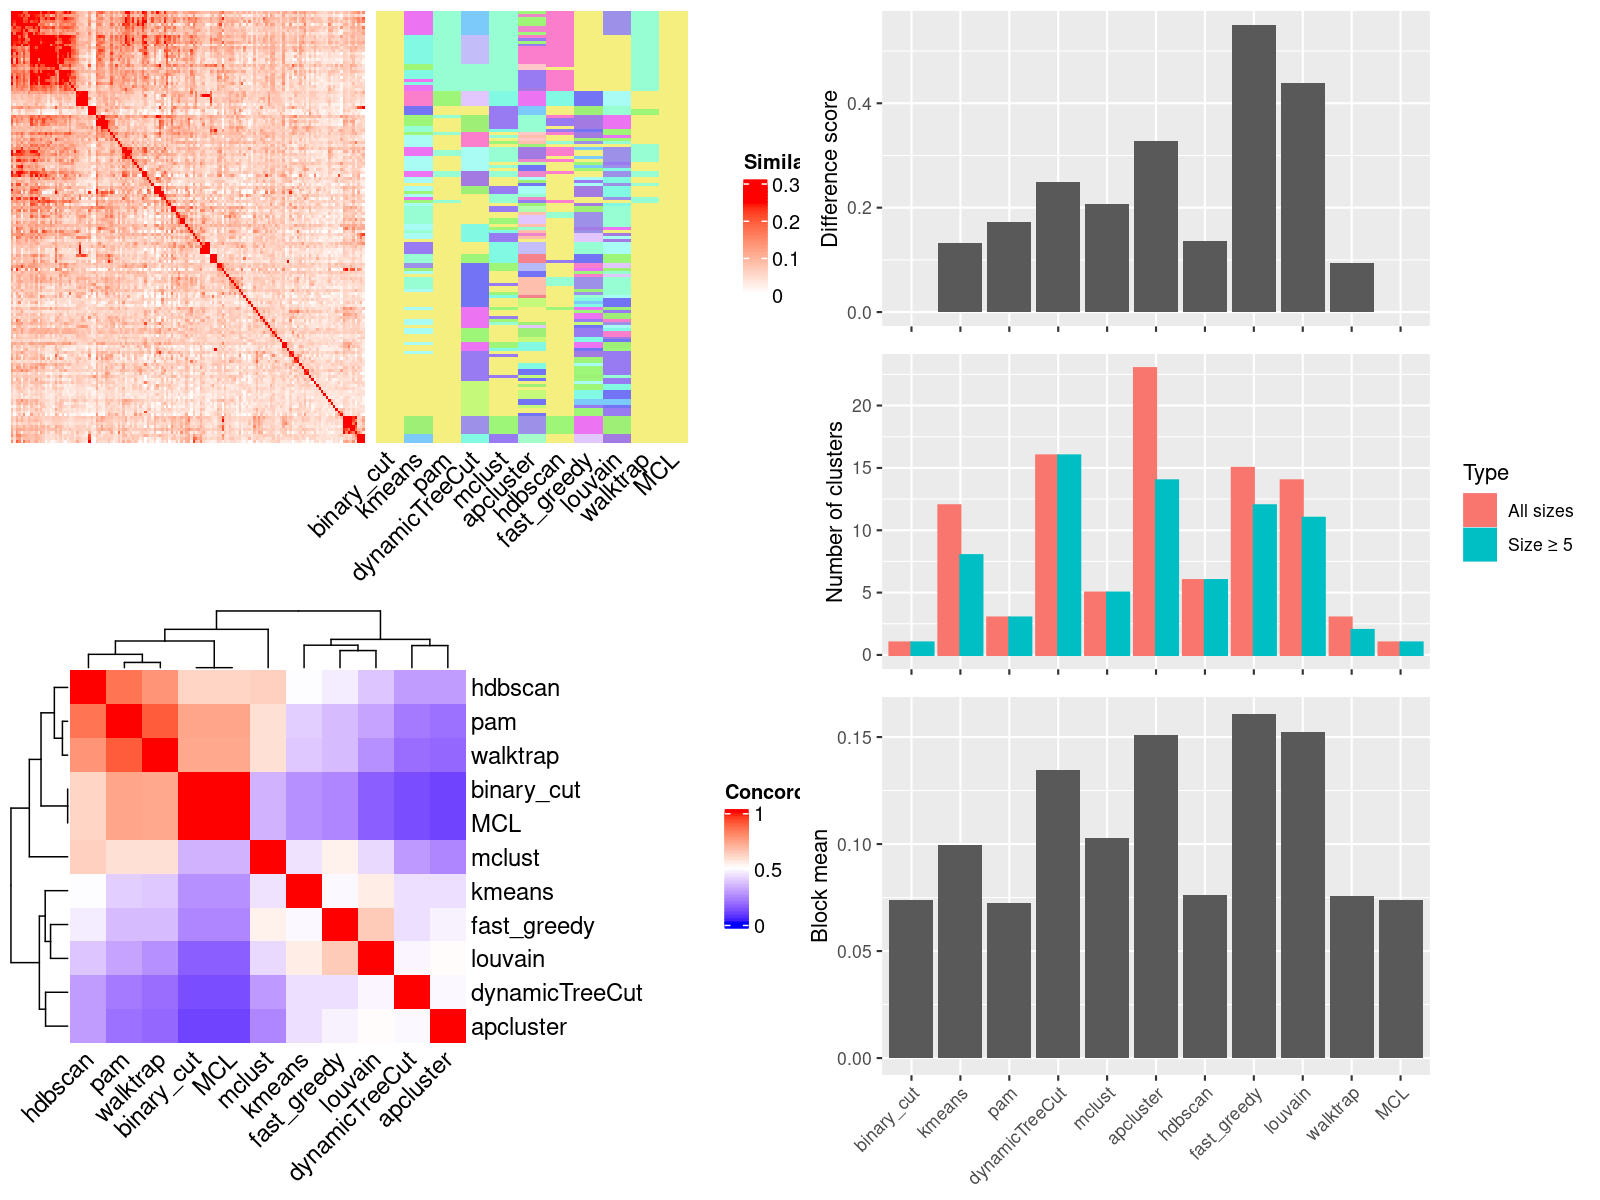 Simila
0.3
0.2
0.1
0
binary_cut
kmeans
pam
dynamicTreeCut
mclust
apcluster
hdbscan
fast_greedy
louvain
walktrap
MCL
Difference score
0.4
0.2
0.0
Number of clusters
20
15
10
5
0
Type
All sizes
Size ≥ 5
hdbscan
pam
walktrap
binary_cut
MCL
mclust
kmeans
fast_greedy
louvain
dynamicTreeCut
apcluster
hdbscan
pam
walktrap
binary_cut
MCL
mclust
kmeans
fast_greedy
louvain
dynamicTreeCut
apcluster
Concord
1
0.5
0
Block mean
0.15
0.10
0.05
0.00
binary_cut
kmeans
pam
dynamicTreeCut
mclust
apcluster
hdbscan
fast_greedy
louvain
walktrap
MCL